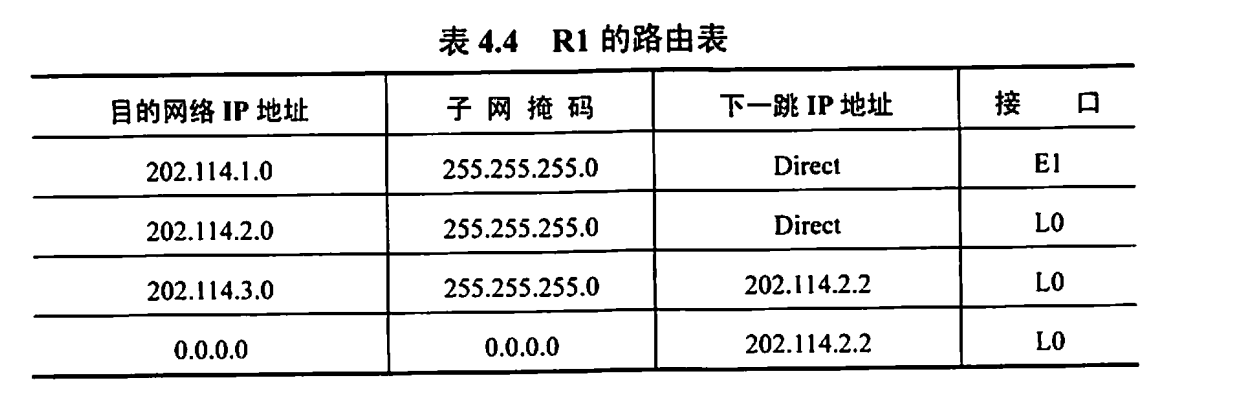 表 4.4 R1 的路由表
目的网络 IP 地址 子网掩码 下一跳 IP 地址 接口
202.114.1.0 255.255.255.0 Direct E1
202.114.2.0 255.255.255.0 Direct L0
202.114.3.0 255.255.255.0 202.114.2.2 L0
0.0.0.0 0.0.0.0 202.114.2.2 L0